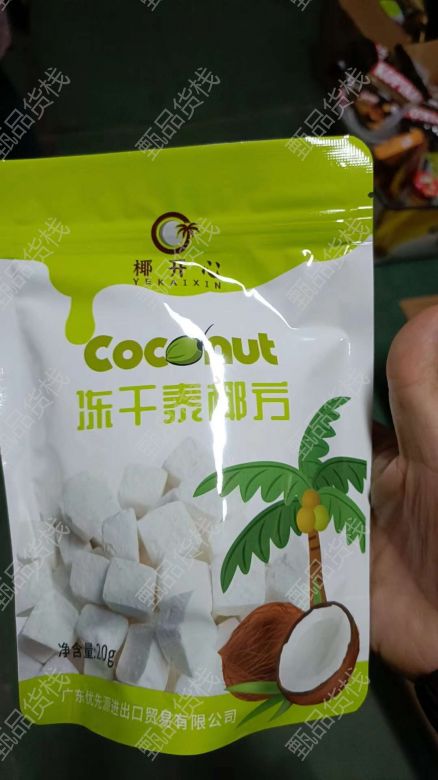 椰开心
YEKAIXIN
Coconut
冻干泰椰方
净含量:20g
广东优先源进出口贸易有限公司
甄品货栈